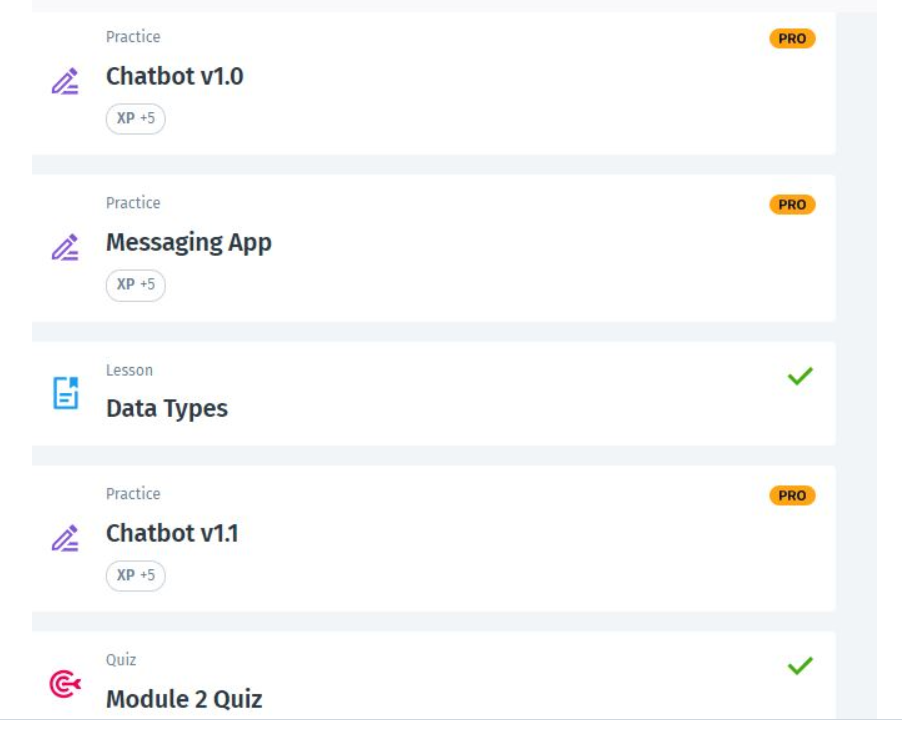 Practice
PRO
Chatbot v1.0
XP +5
Practice
PRO
Messaging App
XP +5
Lesson
Data Types
Practice
PRO
Chatbot v1.1
XP +5
Quiz
Module 2 Quiz